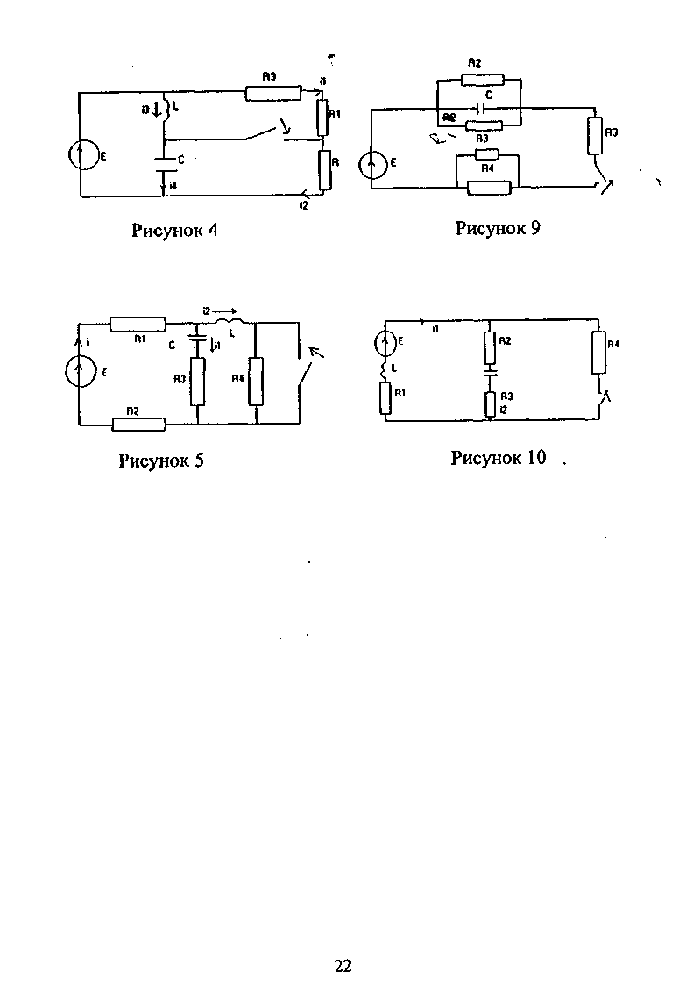 R3
i1
i3
L
R1
E
C
R
i4
i2
Рисунок 4
R2
C
R3
R3
E
R4
Рисунок 9
i2
R1
L
i
C
i1
E
R3
R4
R2
Рисунок 5
i1
E
R2
R4
L
R1
R3
i2
Рисунок 10
22